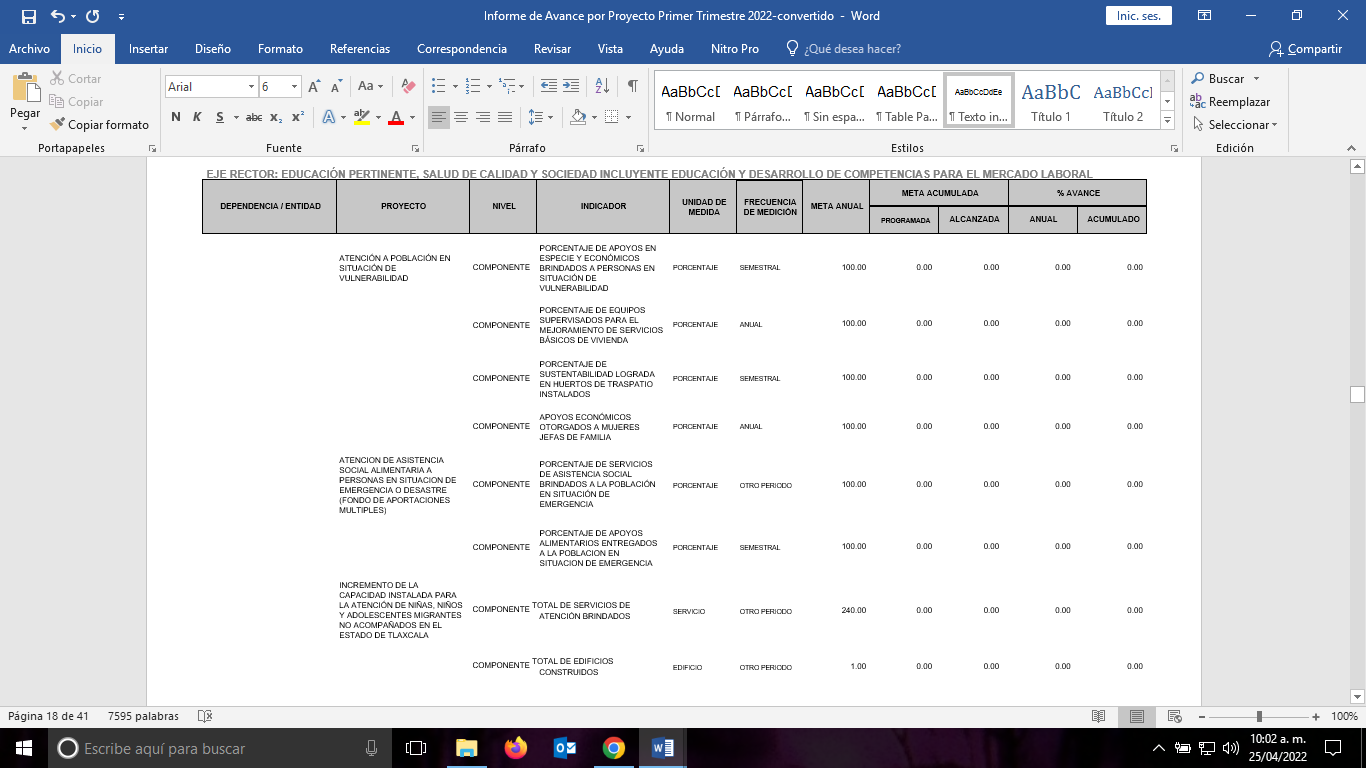 Informe de Avance por Proyecto Primer Trimestre 2022-convertido - Word
Inic. ses.
Archivo Inicio Insertar Diseño Formato Referencias Correspondencia Revisar Vista Ayuda Nitro Pro ¿Qué desea hacer? Compartir
Pegar
Cortar
Copiar
Copiar formato
Portapapeles
Arial 6
N K S abc x₂ x²
Fuente
Párrafo
AaBbCcD AaBbCcD AaBbCcD AaBbCcD AaBbCcDdEe AaBbC AaBbCcI
¶ Normal ¶ Párrafo... ¶ Sin espa... ¶ Table Pa... ¶ Texto in... Título 1 Título 2
Estilos
Buscar
Reemplazar
Seleccionar
Edición
EJE RECTOR: EDUCACIÓN PERTINENTE, SALUD DE CALIDAD Y SOCIEDAD INCLUYENTE EDUCACIÓN Y DESARROLLO DE COMPETENCIAS PARA EL MERCADO LABORAL
DEPENDENCIA / ENTIDAD
PROYECTO
NIVEL
INDICADOR
UNIDAD DE
MEDIDA
FRECUENCIA
DE MEDICIÓN
META ANUAL
META ACUMULADA
PROGRAMADA ALCANZADA
% AVANCE
ANUAL ACUMULADO
ATENCIÓN A POBLACIÓN EN
SITUACIÓN DE
VULNERABILIDAD
COMPONENTE
PORCENTAJE DE APOYOS EN
ESPECIE Y ECONÓMICOS
BRINDADOS A PERSONAS EN
SITUACIÓN DE
VULNERABILIDAD
PORCENTAJE SEMESTRAL 100.00 0.00 0.00 0.00 0.00
COMPONENTE
PORCENTAJE DE EQUIPOS
SUPERVISADOS PARA EL
MEJORAMIENTO DE SERVICIOS
BÁSICOS DE VIVIENDA
PORCENTAJE ANUAL 100.00 0.00 0.00 0.00 0.00
COMPONENTE
PORCENTAJE DE
SUSTENTABILIDAD LOGRADA
EN HUERTOS DE TRASPATIO
INSTALADOS
PORCENTAJE SEMESTRAL 100.00 0.00 0.00 0.00 0.00
COMPONENTE
APOYOS ECONÓMICOS
OTORGADOS A MUJERES
JEFAS DE FAMILIA
PORCENTAJE ANUAL 100.00 0.00 0.00 0.00 0.00
ATENCION DE ASISTENCIA
SOCIAL ALIMENTARIA A
PERSONAS EN SITUACION DE
EMERGENCIA O DESASTRE
(FONDO DE APORTACIONES
MULTIPLES)
COMPONENTE
PORCENTAJE DE SERVICIOS
DE ASISTENCIA SOCIAL
BRINDADOS A LA POBLACIÓN
EN SITUACIÓN DE
EMERGENCIA
PORCENTAJE OTRO PERIODO 100.00 0.00 0.00 0.00 0.00
COMPONENTE
PORCENTAJE DE APOYOS
ALIMENTARIOS ENTREGADOS
A LA POBLACION EN
SITUACION DE EMERGENCIA
PORCENTAJE SEMESTRAL 100.00 0.00 0.00 0.00 0.00
INCREMENTO DE LA
CAPACIDAD INSTALADA PARA
LA ATENCIÓN DE NIÑAS, NIÑOS
Y ADOLESCENTES MIGRANTES
NO ACOMPAÑADOS EN EL
ESTADO DE TLAXCALA
COMPONENTE
TOTAL DE SERVICIOS DE
ATENCIÓN BRINDADOS
SERVICIO OTRO PERIODO 240.00 0.00 0.00 0.00 0.00
COMPONENTE
TOTAL DE EDIFICIOS
CONSTRUIDOS
EDIFICIO OTRO PERIODO 1.00 0.00 0.00 0.00 0.00
Página 18 de 41 7595 palabras 100%
Escribe aquí para buscar
10:02 a. m.
25/04/2022